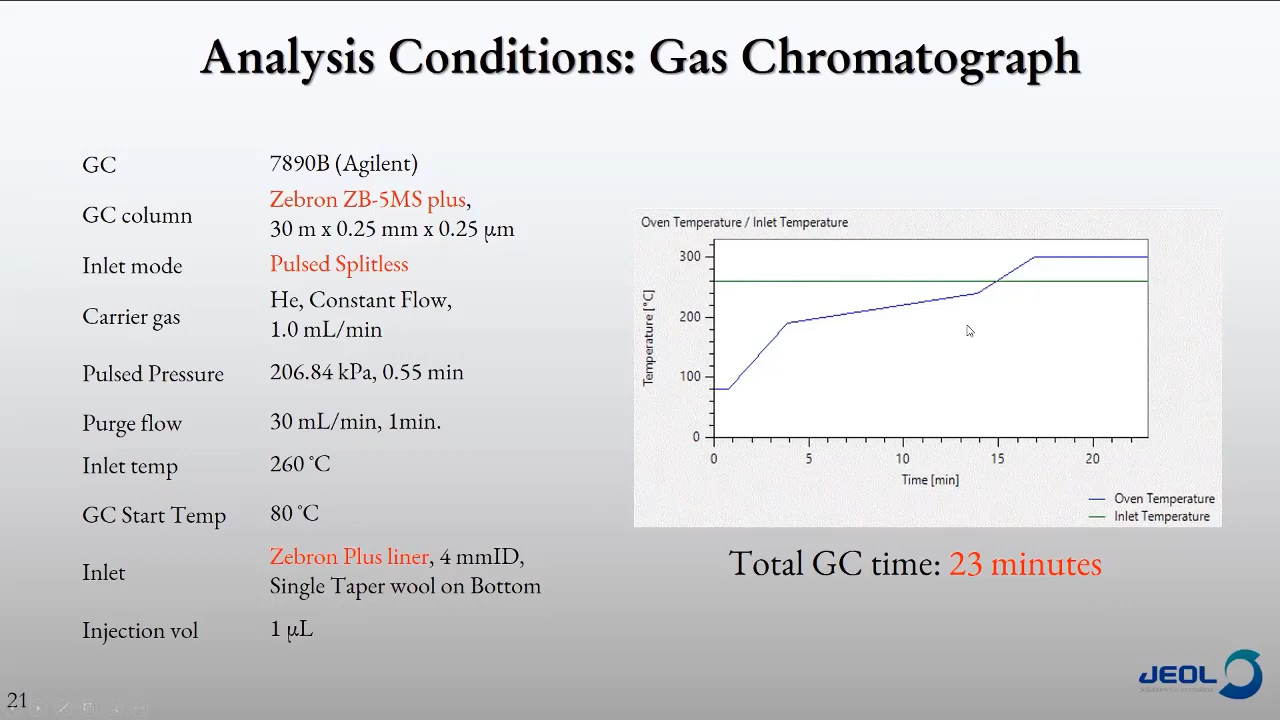 Analysis Conditions: Gas Chromatograph
GC
7890B (Agilent)
GC column
Zebron ZB-5MS plus,
30 m x 0.25 mm x 0.25 μm
Inlet mode
Pulsed Splitless
Carrier gas
He, Constant Flow,
1.0 mL/min
Pulsed Pressure
206.84 kPa, 0.55 min
Purge flow
30 mL/min, 1min.
Inlet temp
260 ℃
GC Start Temp
80 ℃
Inlet
Zebron Plus liner, 4 mmID,
Single Taper wool on Bottom
Injection vol
1 μL
Oven Temperature / Inlet Temperature
Temperature [°C]
300
200
100
0
0 5 10 15 20
Time [min]
Oven Temperature
Inlet Temperature
Total GC time: 23 minutes
JEOL
21